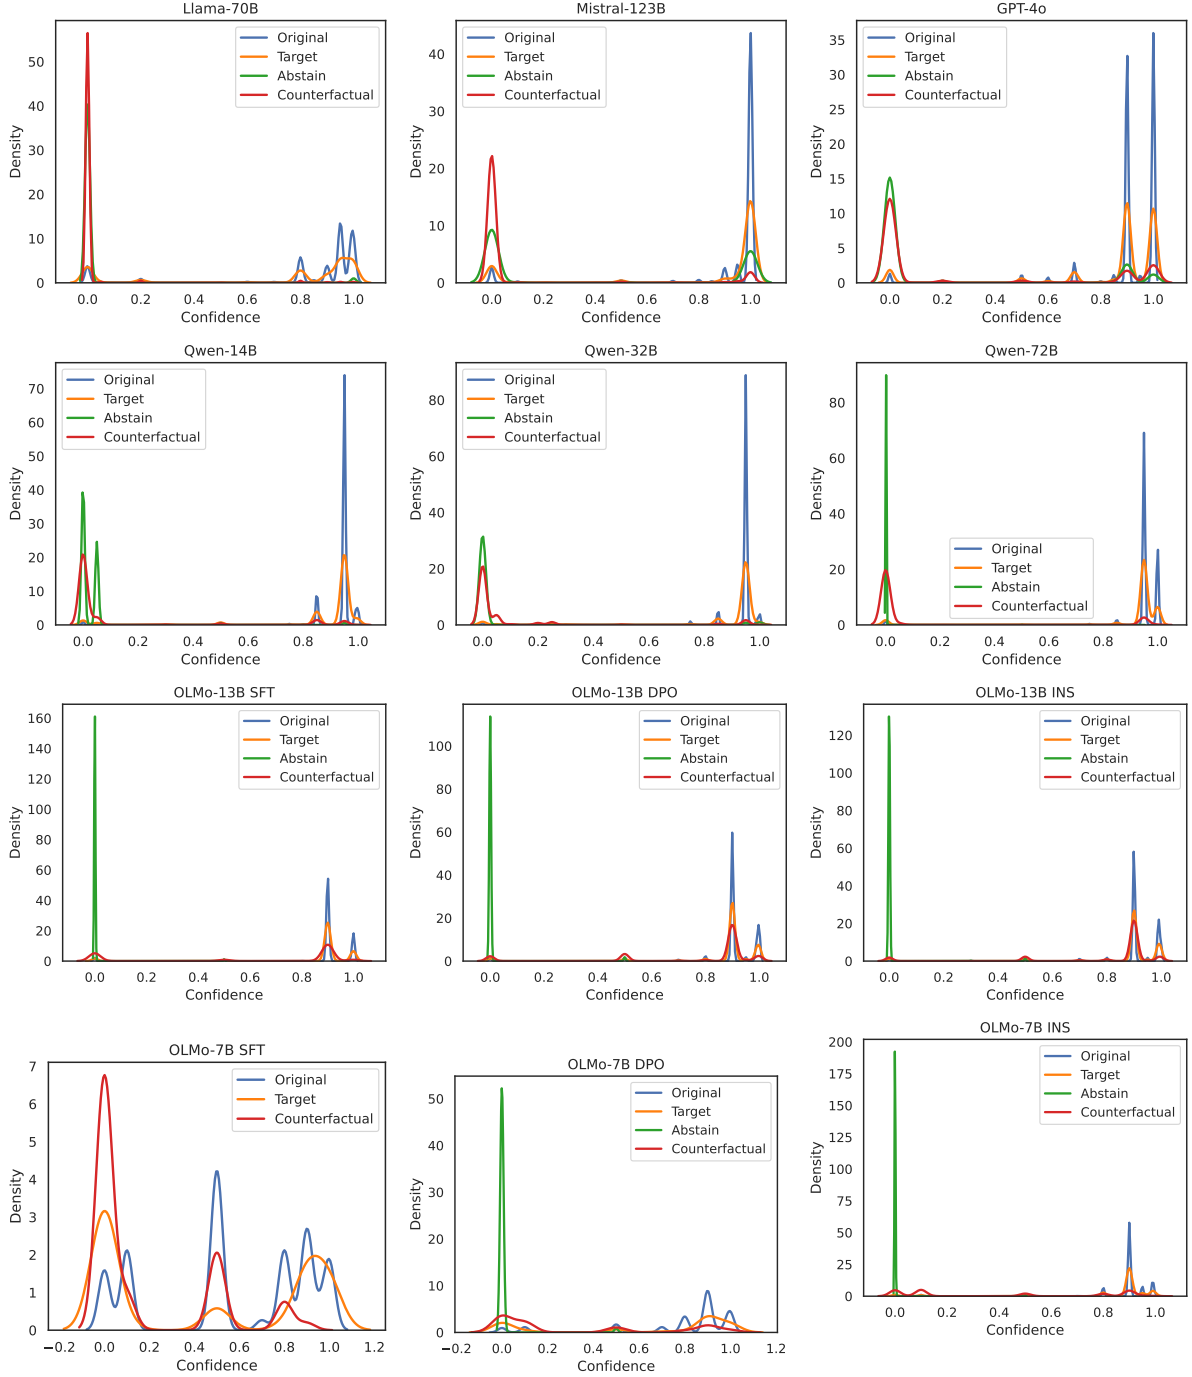 Llama-70B
Density
50
40
30
20
10
0
0.0 0.2 0.4 0.6 0.8 1.0
Confidence
Original
Target
Abstain
Counterfactual
Mistral-123B
Density
40
30
20
10
0
0.0 0.2 0.4 0.6 0.8 1.0
Confidence
Original
Target
Abstain
Counterfactual
GPT-4o
Density
35
30
25
20
15
10
5
0
0.0 0.2 0.4 0.6 0.8 1.0
Confidence
Original
Target
Abstain
Counterfactual
Qwen-14B
Density
70
60
50
40
30
20
10
0
0.0 0.2 0.4 0.6 0.8 1.0
Confidence
Original
Target
Abstain
Counterfactual
Qwen-32B
Density
80
60
40
20
0
0.0 0.2 0.4 0.6 0.8 1.0
Confidence
Original
Target
Abstain
Counterfactual
Qwen-72B
Density
80
60
40
20
0
0.0 0.2 0.4 0.6 0.8 1.0
Confidence
Original
Target
Abstain
Counterfactual
OLMo-13B SFT
Density
160
140
120
100
80
60
40
20
0
0.0 0.2 0.4 0.6 0.8 1.0
Confidence
Original
Target
Abstain
Counterfactual
OLMo-13B DPO
Density
100
80
60
40
20
0
0.0 0.2 0.4 0.6 0.8 1.0
Confidence
Original
Target
Abstain
Counterfactual
OLMo-13B INS
Density
120
100
80
60
40
20
0
0.0 0.2 0.4 0.6 0.8 1.0
Confidence
Original
Target
Abstain
Counterfactual
OLMo-7B SFT
Density
7
6
5
4
3
2
1
0
−0.2 0.0 0.2 0.4 0.6 0.8 1.0 1.2
Confidence
Original
Target
Counterfactual
OLMo-7B DPO
Density
50
40
30
20
10
0
−0.2 0.0 0.2 0.4 0.6 0.8 1.0 1.2
Confidence
Original
Target
Abstain
Counterfactual
OLMo-7B INS
Density
200
175
150
125
100
75
50
25
0
0.0 0.2 0.4 0.6 0.8 1.0
Confidence
Original
Target
Abstain
Counterfactual